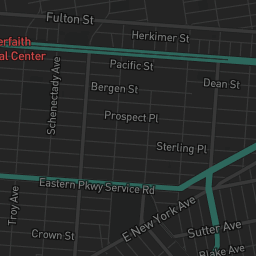 Fulton St
Herkimer St
erfaith
al Center
Pacific St
Dean St
Bergen St
Schenectady Ave
Prospect Pl
Sterling Pl
Eastern Pkwy Service Rd
Troy Ave
E New York Ave
Sutter Ave
Crown St
Blake Ave